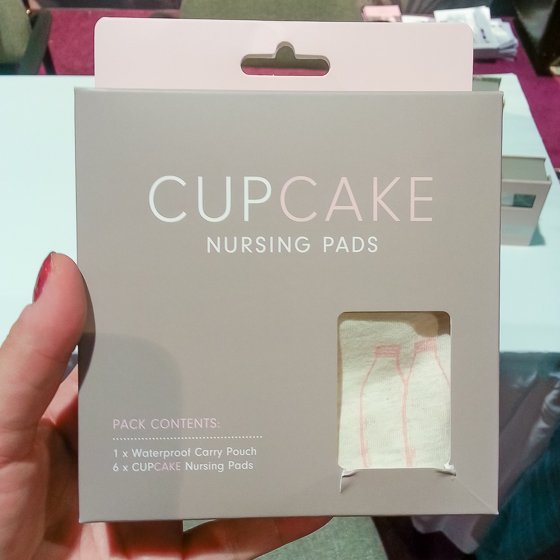 CUPCAKE
NURSING PADS
PACK CONTENTS:
1 x Waterproof Carry Pouch
6 x CUPCAKE Nursing Pads